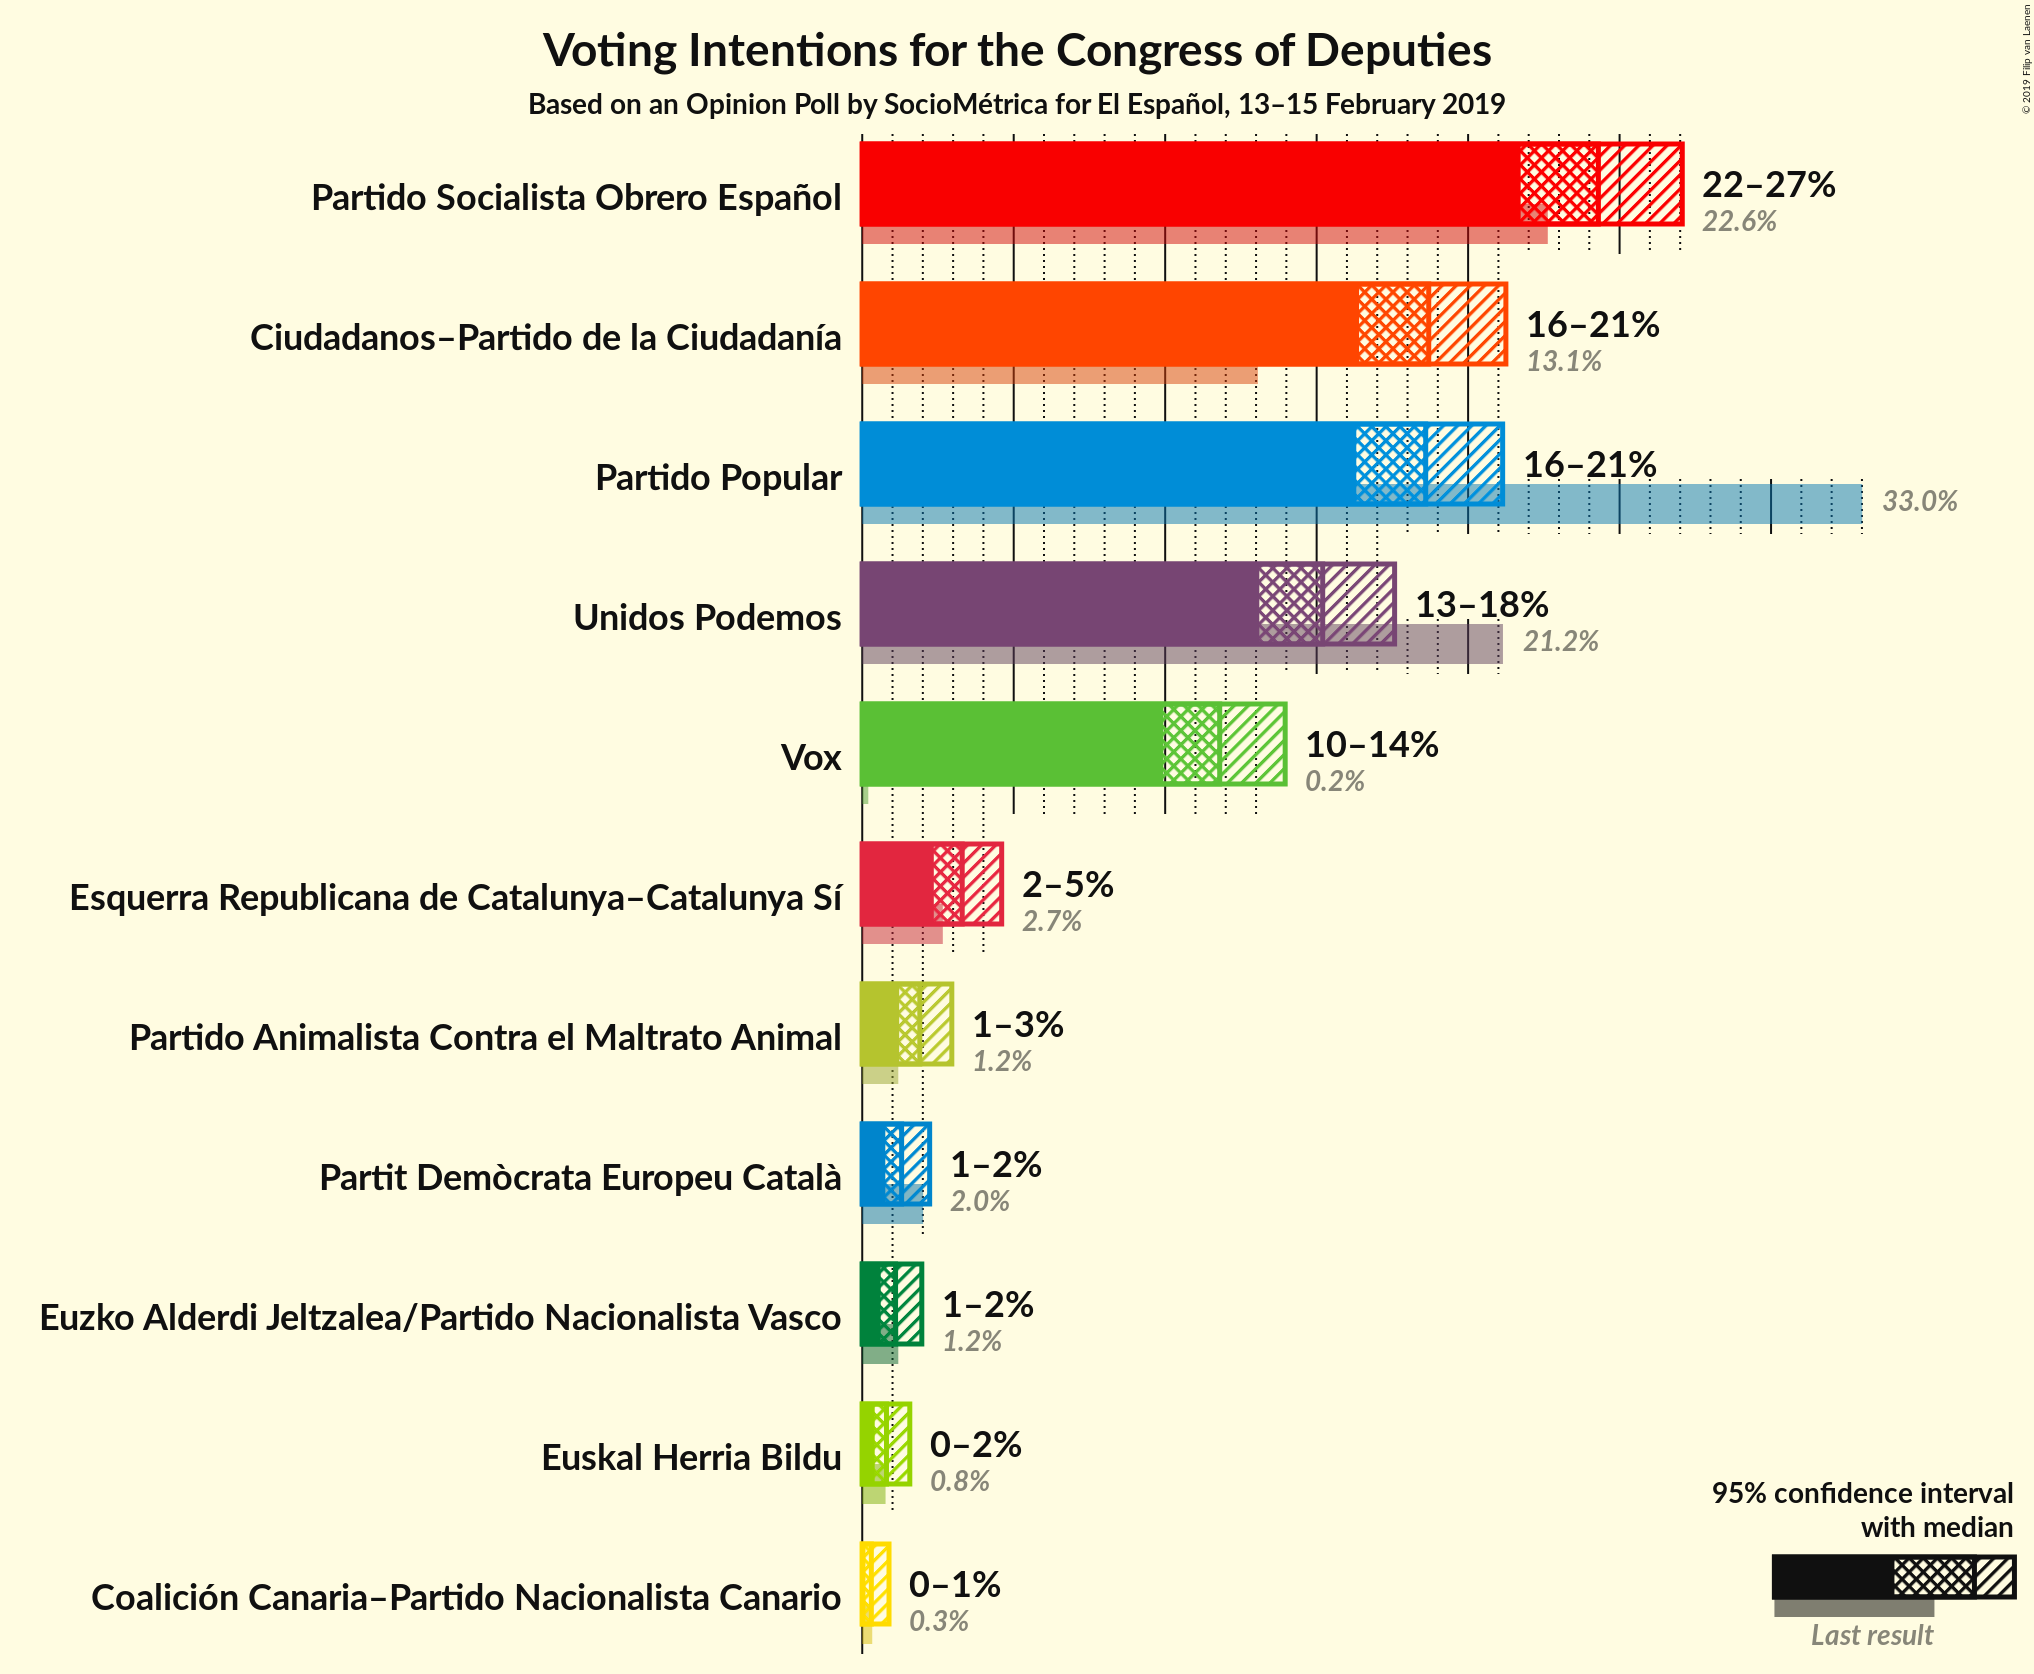 Voting Intentions for the Congress of Deputies
Based on an Opinion Poll by SocioMétrica for El Español, 13–15 February 2019
© 2019 Filip van Laenen
Partido Socialista Obrero Español
22–27%
22.6%
Ciudadanos–Partido de la Ciudadanía
16–21%
13.1%
Partido Popular
16–21%
33.0%
Unidos Podemos
13–18%
21.2%
Vox
10–14%
0.2%
Esquerra Republicana de Catalunya–Catalunya Sí
2–5%
2.7%
Partido Animalista Contra el Maltrato Animal
1–3%
1.2%
Partit Demòcrata Europeu Català
1–2%
2.0%
Euzko Alderdi Jeltzalea/Partido Nacionalista Vasco
1–2%
1.2%
Euskal Herria Bildu
0–2%
0.8%
Coalición Canaria–Partido Nacionalista Canario
0–1%
0.3%
95% confidence interval
with median
Last result